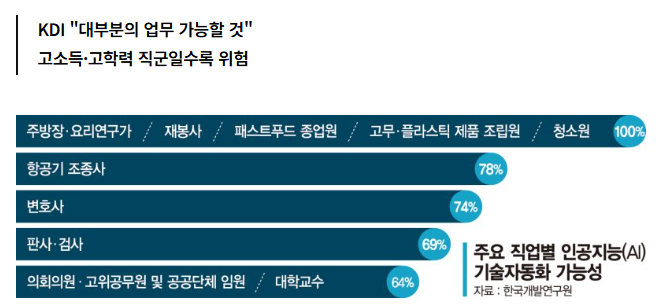 KDI "대부분의 업무 가능할 것"
고소득·고학력 직군일수록 위험
주방장·요리연구가 / 재봉사 / 패스트푸드 종업원 / 고무·플라스틱 제품 조립원 / 청소원 100%
항공기 조종사 78%
변호사 74%
판사·검사 69%
의회의원·고위공무원 및 공공단체 임원 / 대학교수 64%
주요 직업별 인공지능(AI)
기술자동화 가능성
자료 : 한국개발연구원